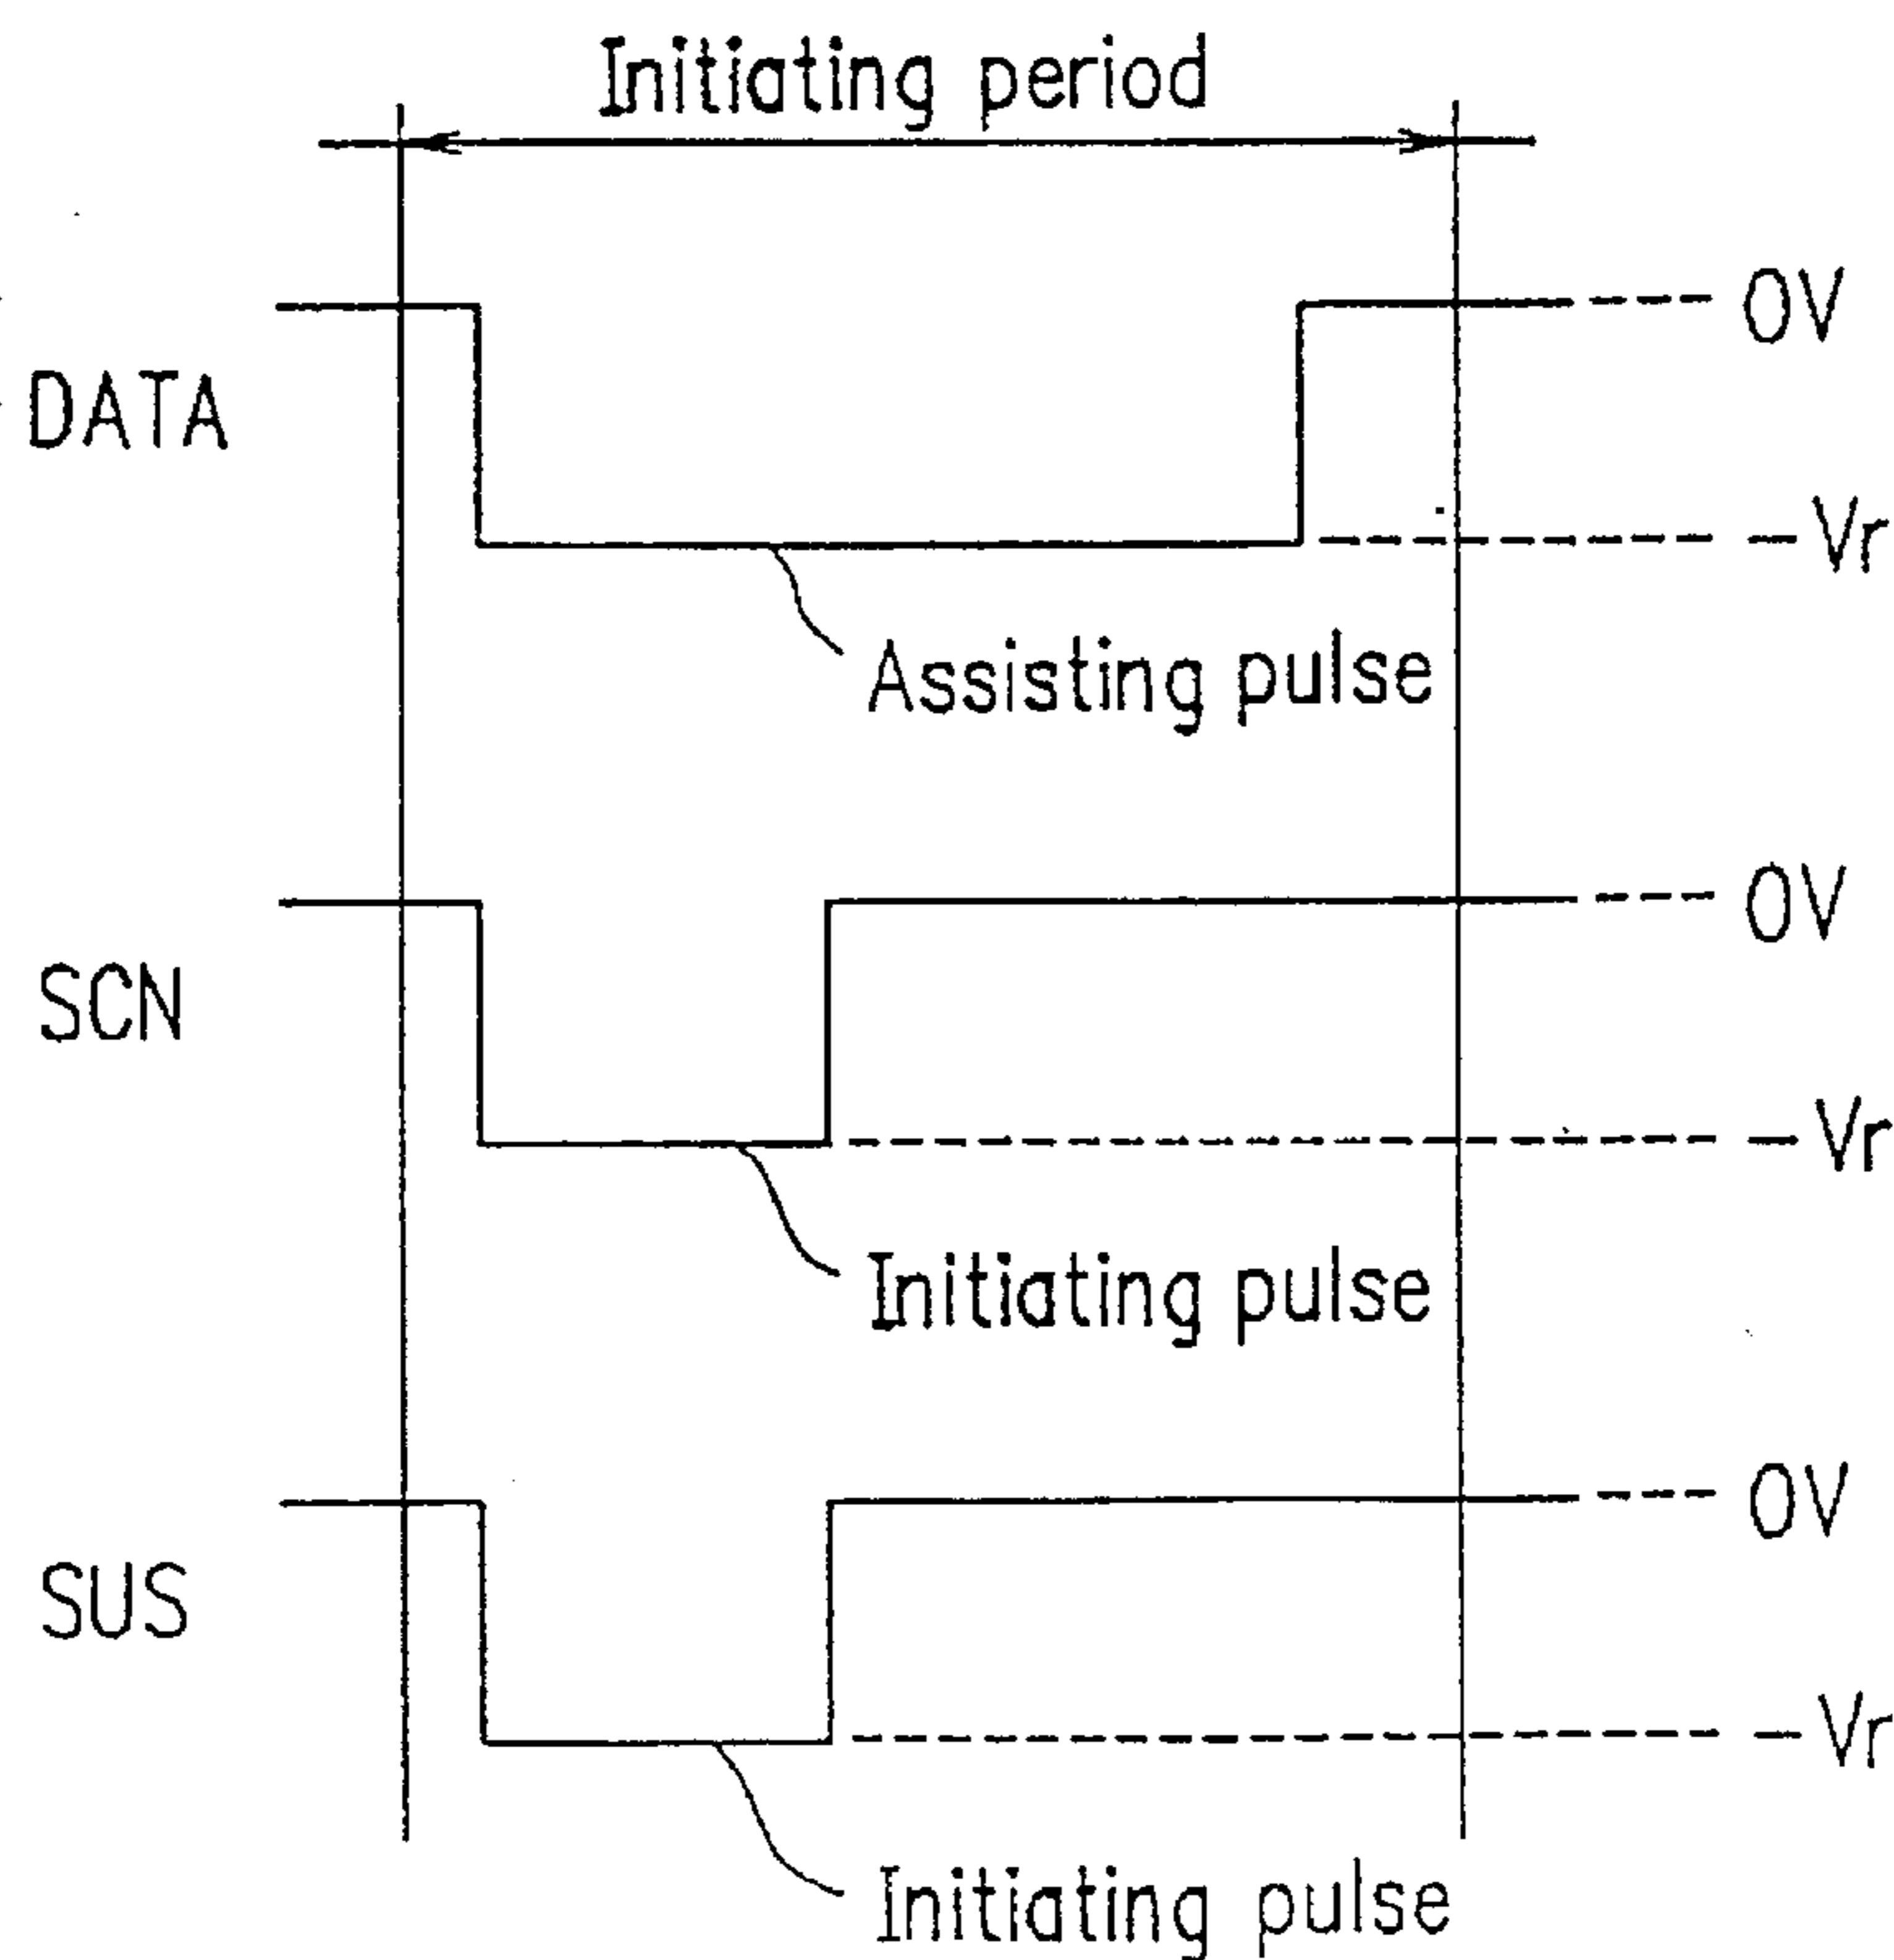 Initiating period
0V
DATA
-Vr
Assisting pulse
0V
SCN
-Vr
Initiating pulse
0V
SUS
-Vr
Initiating pulse